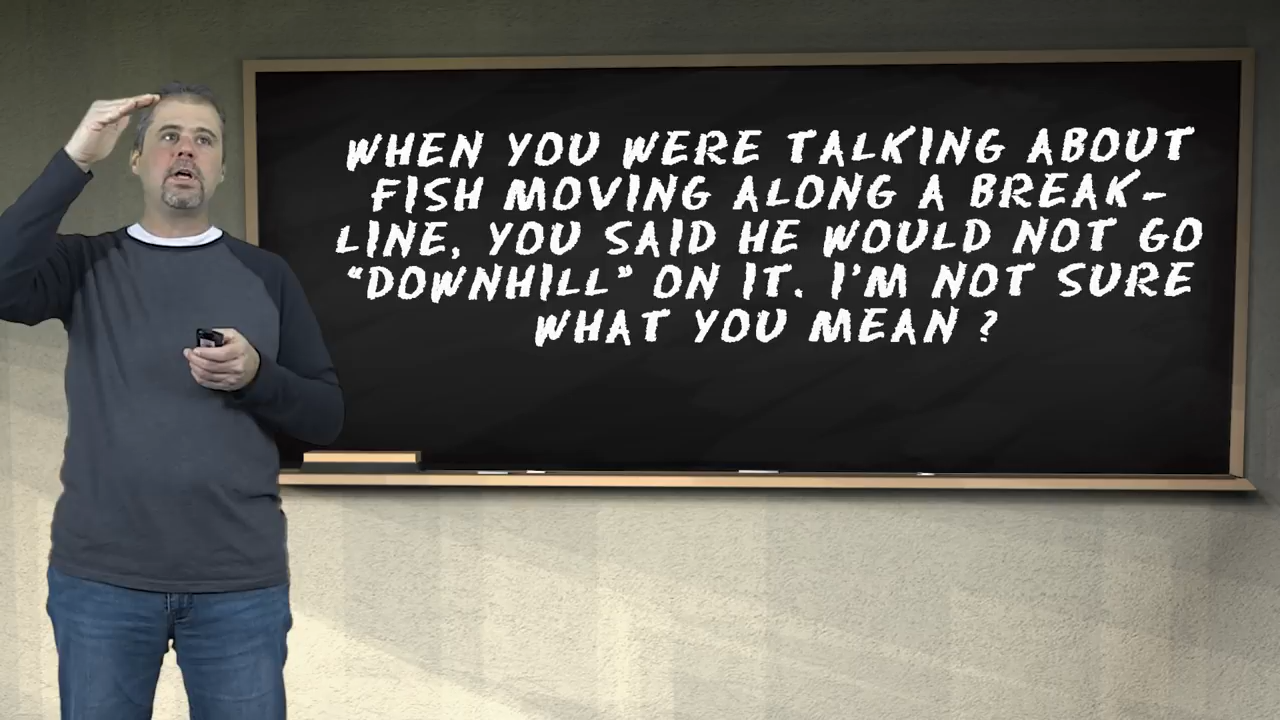 WHEN YOU WERE TALKING ABOUT
FISH MOVING ALONG A BREAK-
LINE, YOU SAID HE WOULD NOT GO
"DOWNHILL" ON IT. I'M NOT SURE
WHAT YOU MEAN ?